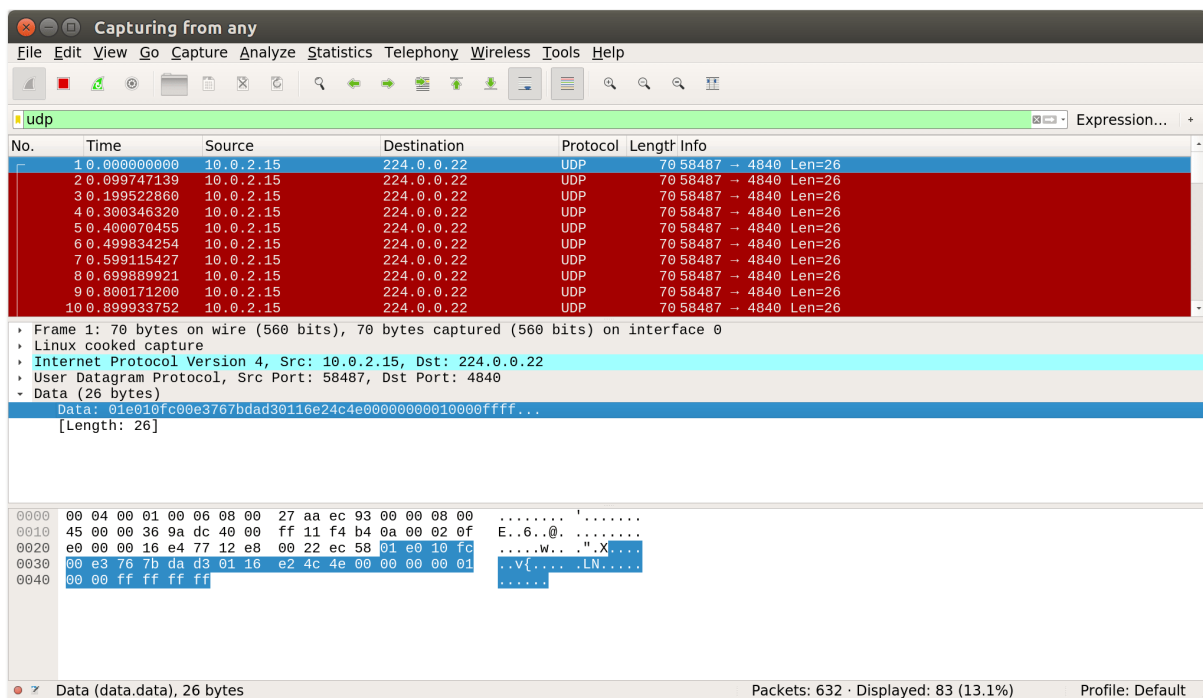 Capturing from any
File Edit View Go Capture Analyze Statistics Telephony Wireless Tools Help
udp Expression... +
No. Time Source Destination Protocol Length Info
1 0.000000000 10.0.2.15 224.0.0.22 UDP 70 58487 → 4840 Len=26
2 0.099747139 10.0.2.15 224.0.0.22 UDP 70 58487 → 4840 Len=26
3 0.199522860 10.0.2.15 224.0.0.22 UDP 70 58487 → 4840 Len=26
4 0.300346320 10.0.2.15 224.0.0.22 UDP 70 58487 → 4840 Len=26
5 0.400070455 10.0.2.15 224.0.0.22 UDP 70 58487 → 4840 Len=26
6 0.499834254 10.0.2.15 224.0.0.22 UDP 70 58487 → 4840 Len=26
7 0.599115427 10.0.2.15 224.0.0.22 UDP 70 58487 → 4840 Len=26
8 0.699889921 10.0.2.15 224.0.0.22 UDP 70 58487 → 4840 Len=26
9 0.800171200 10.0.2.15 224.0.0.22 UDP 70 58487 → 4840 Len=26
10 0.899933752 10.0.2.15 224.0.0.22 UDP 70 58487 → 4840 Len=26
Frame 1: 70 bytes on wire (560 bits), 70 bytes captured (560 bits) on interface 0
Linux cooked capture
Internet Protocol Version 4, Src: 10.0.2.15, Dst: 224.0.0.22
User Datagram Protocol, Src Port: 58487, Dst Port: 4840
Data (26 bytes)
Data: 01e010fc00e3767bdad30116e24c4e00000000010000ffff...
[Length: 26]
0000 00 04 00 01 00 06 08 00 27 aa ec 93 00 00 08 00 ........ '.......
0010 45 00 00 36 9a dc 40 00 ff 11 f4 b4 0a 00 02 0f E..6..@. ........
0020 e0 00 00 16 e4 77 12 e8 00 22 ec 58 01 e0 10 fc .....w.. .".X....
0030 00 e3 76 7b da d3 01 16 e2 4c 4e 00 00 00 00 01 ..v{.... .LN.....
0040 00 00 ff ff ff ff ......
Data (data.data), 26 bytes Packets: 632 · Displayed: 83 (13.1%) Profile: Default